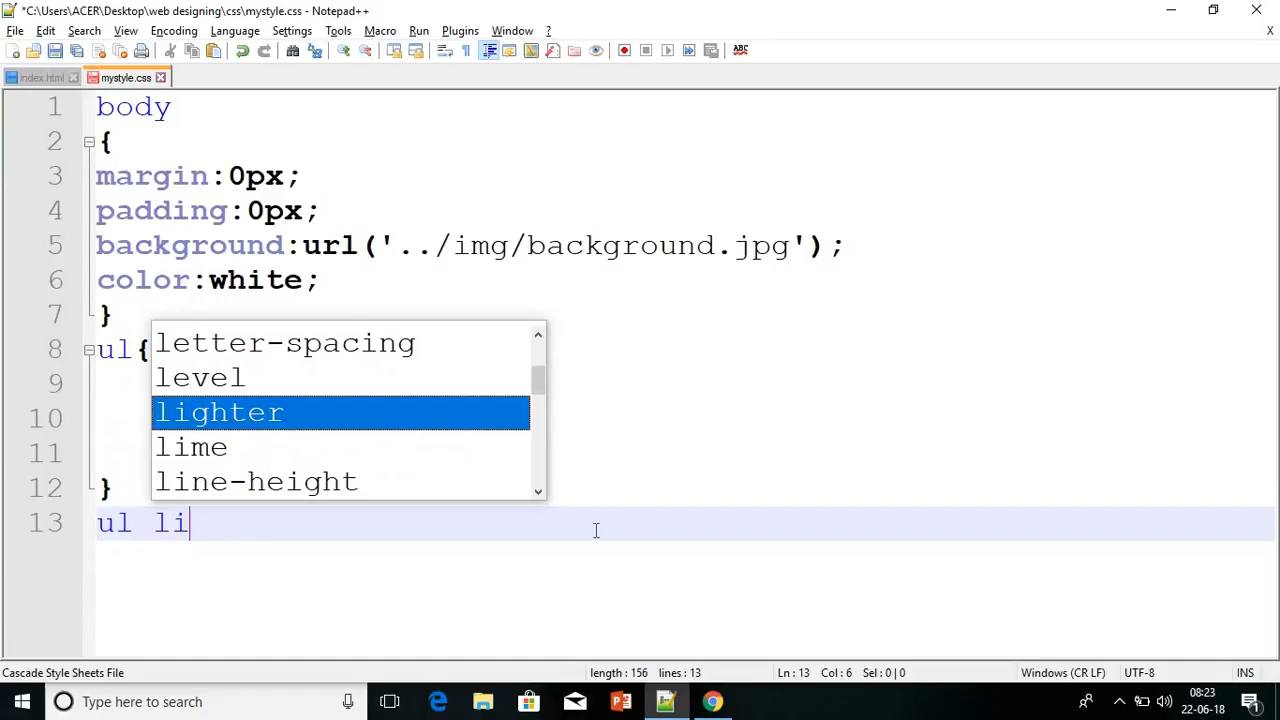 *C:\Users\ACER\Desktop\web designing\css\mystyle.css - Notepad++
File Edit Search View Encoding Language Settings Tools Macro Run Plugins Window ? X
ABC
index.html mystyle.css
1 body
2 {
3 margin:0px;
4 padding:0px;
5 background:url('../img/background.jpg');
6 color:white;
7 }
8 ul{
9
10
11
12 }
13 ul li
letter-spacing
level
lighter
lime
line-height
Cascade Style Sheets File length : 156 lines : 13 Ln : 13 Col : 6 Sel : 0 | 0 Windows (CR LF) UTF-8 INS
Type here to search
08:23
22-06-18
1